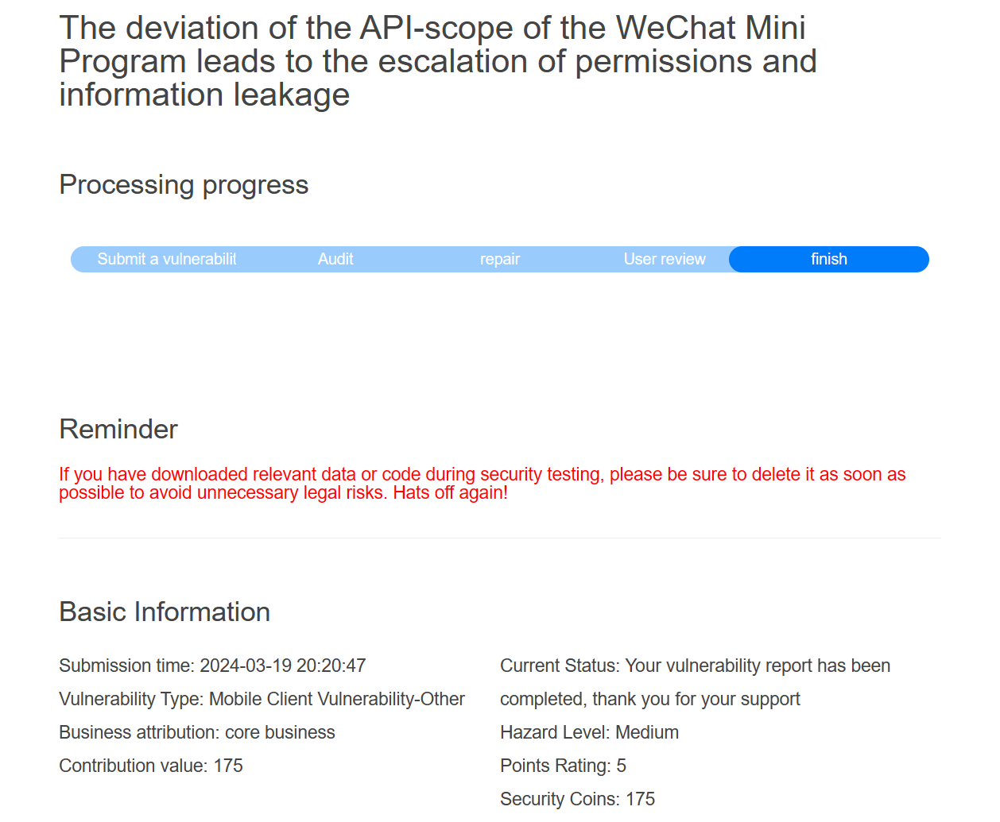 The deviation of the API-scope of the WeChat Mini
Program leads to the escalation of permissions and
information leakage
Processing progress
Submit a vulnerabilit
Audit
repair
User review
finish
Reminder
If you have downloaded relevant data or code during security testing, please be sure to delete it as soon as
possible to avoid unnecessary legal risks. Hats off again!
Basic Information
Submission time: 2024-03-19 20:20:47
Vulnerability Type: Mobile Client Vulnerability-Other
Business attribution: core business
Contribution value: 175
Current Status: Your vulnerability report has been
completed, thank you for your support
Hazard Level: Medium
Points Rating: 5
Security Coins: 175